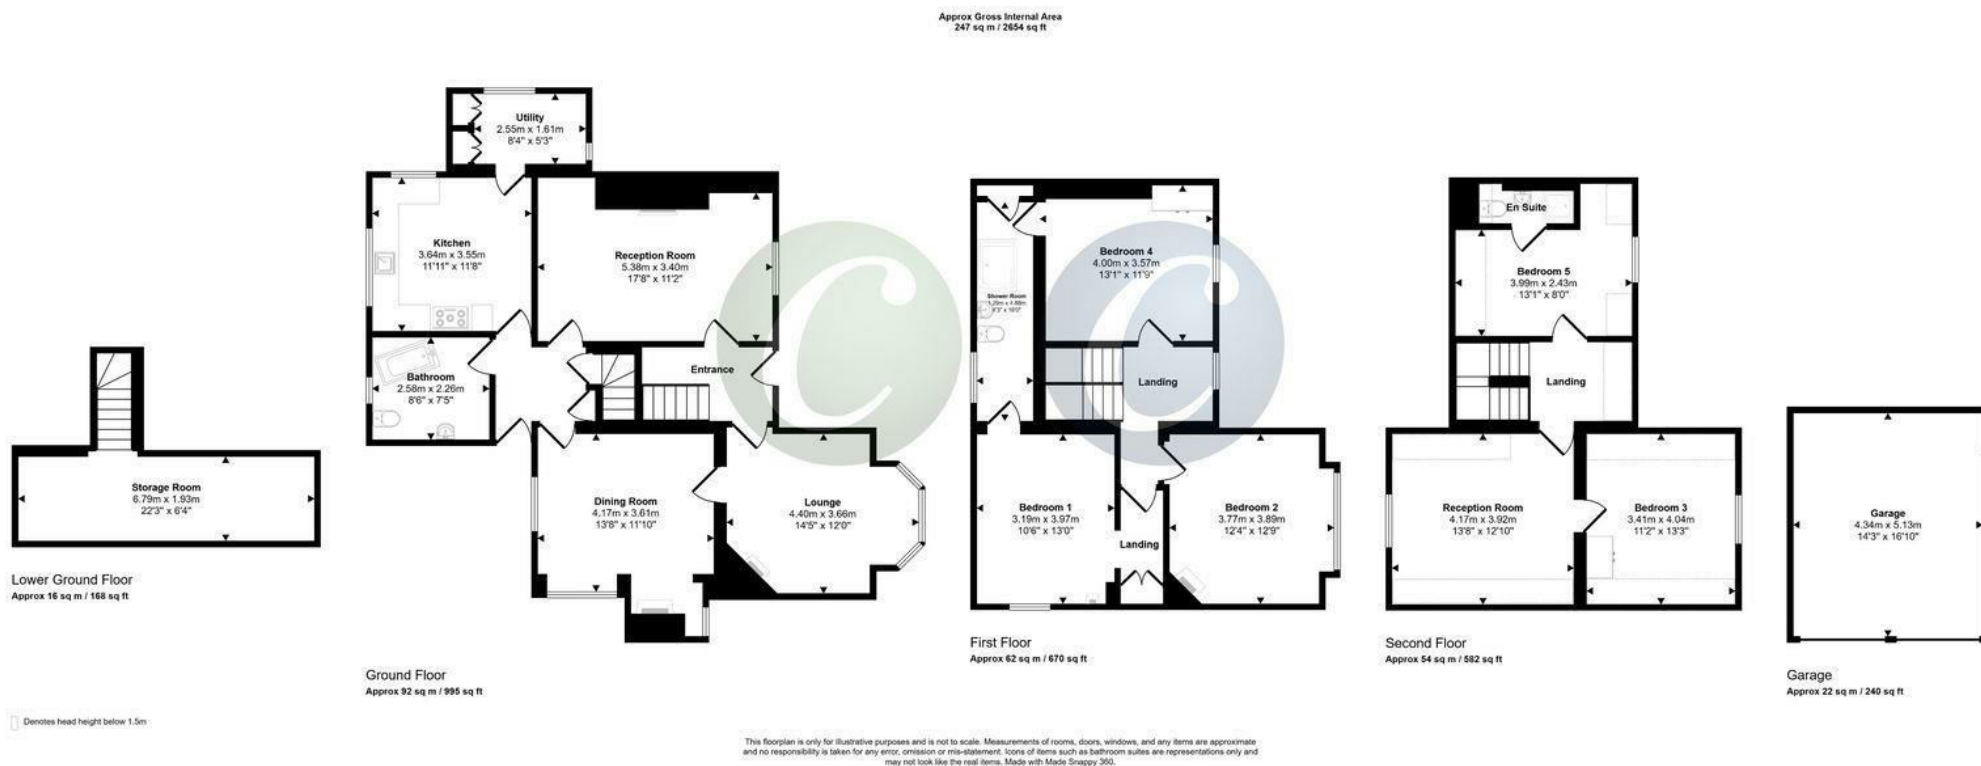 Approx Gross Internal Area
247 sq m / 2654 sq ft
Utility
2.55m x 1.61m
8'4" x 5'3"
Kitchen
3.64m x 3.55m
11'11" x 11'8"
Reception Room
5.38m x 3.40m
17'8" x 11'2"
Bathroom
2.58m x 2.26m
8'6" x 7'5"
Entrance
Dining Room
4.17m x 3.61m
13'8" x 11'10"
Lounge
4.40m x 3.66m
14'5" x 12'0"
Storage Room
6.79m x 1.93m
22'3" x 6'4"
Lower Ground Floor
Approx 16 sq m / 168 sq ft
Ground Floor
Approx 92 sq m / 995 sq ft
C
C
Bedroom 4
4.00m x 3.57m
13'1" x 11'9"
Shower Room
Landing
Bedroom 1
3.19m x 3.97m
10'6" x 13'0"
Bedroom 2
3.77m x 3.89m
12'4" x 12'9"
Landing
First Floor
Approx 62 sq m / 670 sq ft
En Suite
Bedroom 5
3.99m x 2.43m
13'1" x 8'0"
Landing
Reception Room
4.17m x 3.92m
13'8" x 12'10"
Bedroom 3
3.41m x 4.04m
11'2" x 13'3"
Second Floor
Approx 54 sq m / 582 sq ft
Garage
4.34m x 5.13m
14'3" x 16'10"
Garage
Approx 22 sq m / 240 sq ft
Denotes head height below 1.5m
This floorplan is only for illustrative purposes and is not to scale. Measurements of rooms, doors, windows, and any items are approximate
and no responsibility is taken for any error, omission or mis-statement. Icons of items such as bathroom suites are representations only and
may not look like the real items. Made with Made Snappy 360.